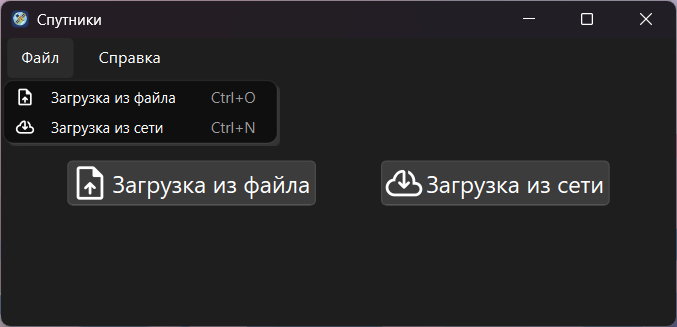 Спутники
Файл Справка
Загрузка из файла Ctrl+O
Загрузка из сети Ctrl+N
Загрузка из файла Загрузка из сети